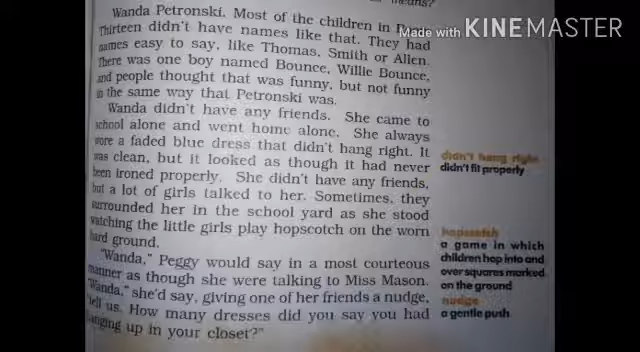 means?"
Wanda Petronski. Most of the children in
Thirteen didn't have names like that. They had
names easy to say, like Thomas, Smith or Allen.
There was one boy named Bounce, Willie Bounce,
and people thought that was funny, but not funny
in the same way that Petronski was.
Wanda didn't have any friends. She came to
school alone and went home alone. She always
wore a faded blue dress that didn't hang right. It
was clean, but it looked as though it had never
been ironed properly. She didn't have any friends,
but a lot of girls talked to her. Sometimes, they
surrounded her in the school yard as she stood
watching the little girls play hopscotch on the worn
hard ground.
"Wanda," Peggy would say in a most courteous
manner as though she were talking to Miss Mason.
"Wanda," she'd say, giving one of her friends a nudge,
"tell us. How many dresses did you say you had
hanging up in your closet?"
Made with KINEMASTER
didn't hang right
didn't fit properly
hopscotch
a game in which
children hop into and
over squares marked
on the ground
nudge
a gentle push